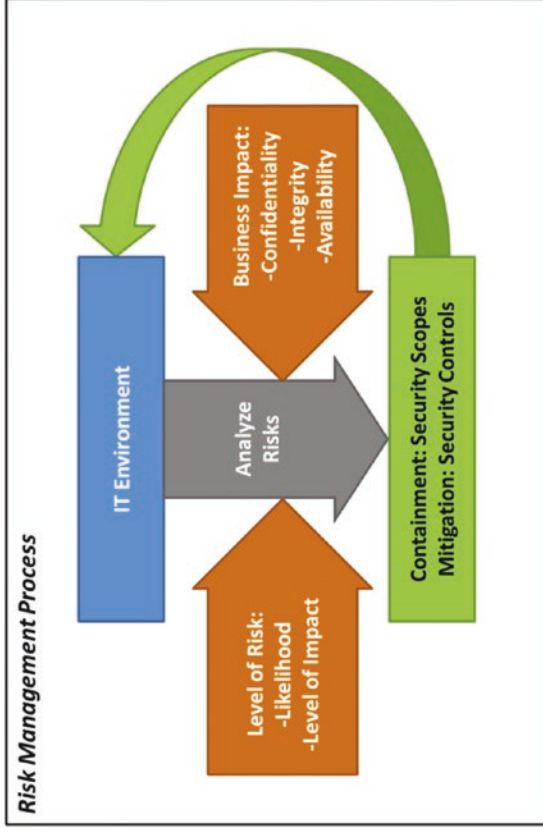 Risk Management Process
IT Environment
Analyze
Risks
Level of Risk:
-Likelihood
-Level of Impact
Business Impact:
-Confidentiality
-Integrity
-Availability
Containment: Security Scopes
Mitigation: Security Controls